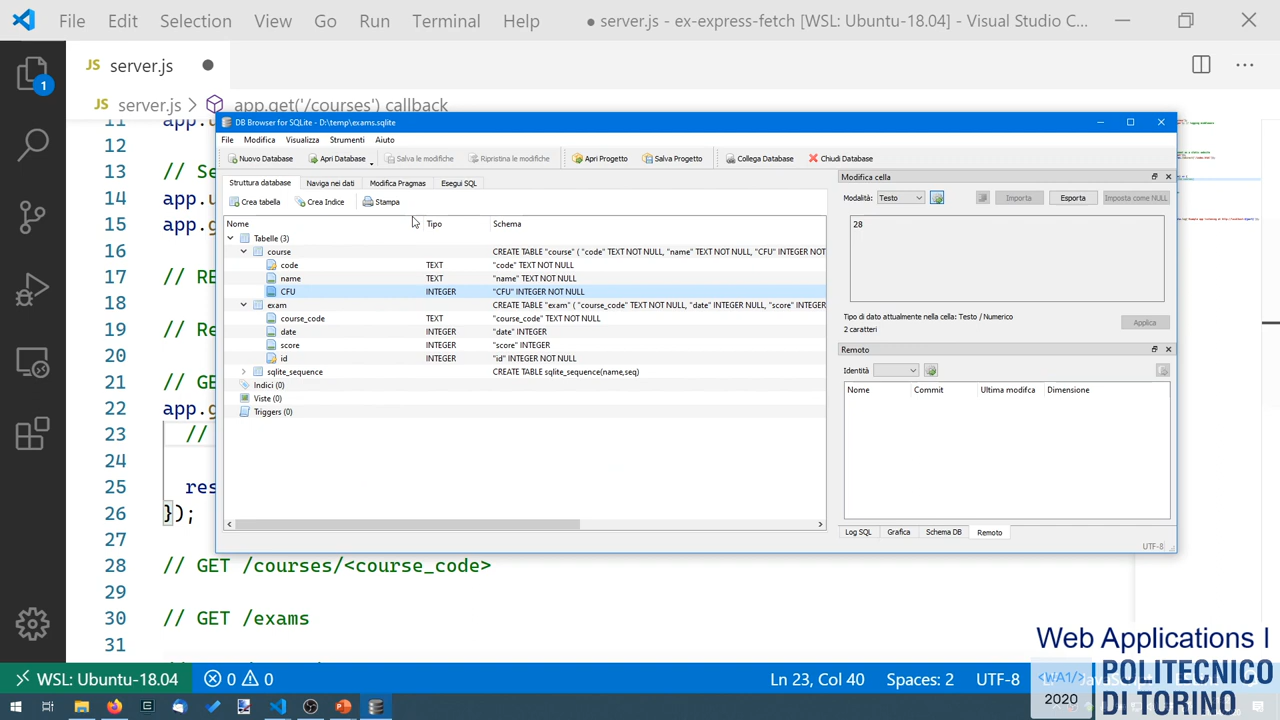 File Edit Selection View Go Run Terminal Help ● server.js - ex-express-fetch [WSL: Ubuntu-18.04] - Visual Studio C...
JS server.js ●
JS server.js > app.get('/courses') callback
DB Browser for SQLite - D:\temp\exams.sqlite
File Modifica Visualizza Strumenti Aiuto
Nuovo Database Apri Database Salva le modifiche Ripristina le modifiche Apri Progetto Salva Progetto Collega Database Chiudi Database
Struttura database Naviga nei dati Modifica Pragmas Esegui SQL
Crea tabella Crea Indice Stampa
Nome Tipo Schema
Tabelle (3)
course CREATE TABLE "course" ( "code" TEXT NOT NULL, "name" TEXT NOT NULL, "CFU" INTEGER NOT
code TEXT "code" TEXT NOT NULL
name TEXT "name" TEXT NOT NULL
CFU INTEGER "CFU" INTEGER NOT NULL
exam CREATE TABLE "exam" ( "course_code" TEXT NOT NULL, "date" INTEGER NOT NULL, "score" INTEGER
course_code TEXT "course_code" TEXT NOT NULL
date INTEGER "date" INTEGER
score INTEGER "score" INTEGER
id INTEGER "id" INTEGER NOT NULL
sqlite_sequence CREATE TABLE sqlite_sequence(name,seq)
Indici (0)
Viste (0)
Triggers (0)
Modifica cella
Modalità: Testo Importa Esporta Imposta come NULL
28
Tipo di dato attualmente nella cella: Testo / Numerico
2 caratteri
Applica
Remoto
Identità
Nome Commit Ultima modifca Dimensione
Log SQL Grafica Schema DB Remoto
UTF-8
1
11 app.u
12
13 // Se
14 app.u
15 app.g
16
17 // RE
18
19 // Re
20
21 // GE
22 app.g
23 //
24
25 res
26 });
27
28 // GET /courses/<course_code>
29
30 // GET /exams
31
WSL: Ubuntu-18.04 0 0 Ln 23, Col 40 Spaces: 2 UTF-8
Web Applications I
<WA1/>
2020
POLITECNICO
DI TORINO